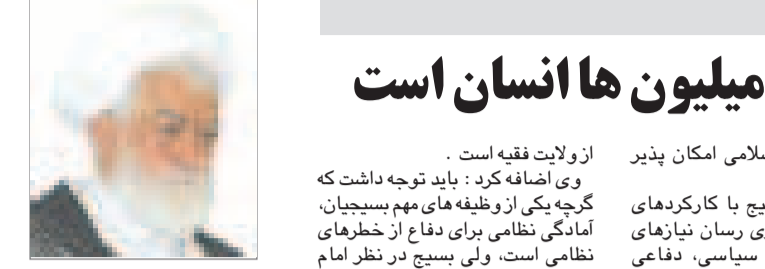 میلیون ها انسان است
سلامی امکان پذیر
یج با کارکردهای
ی رسان نیازهای
سیاسی، دفاعی
از ولایت فقیه است .
وی اضافه کرد : باید توجه داشت که
گرچه یکی از وظیفه های مهم بسیجیان،
آمادگی نظامی برای دفاع از خطرهای
نظامی است، ولی بسیج در نظر امام